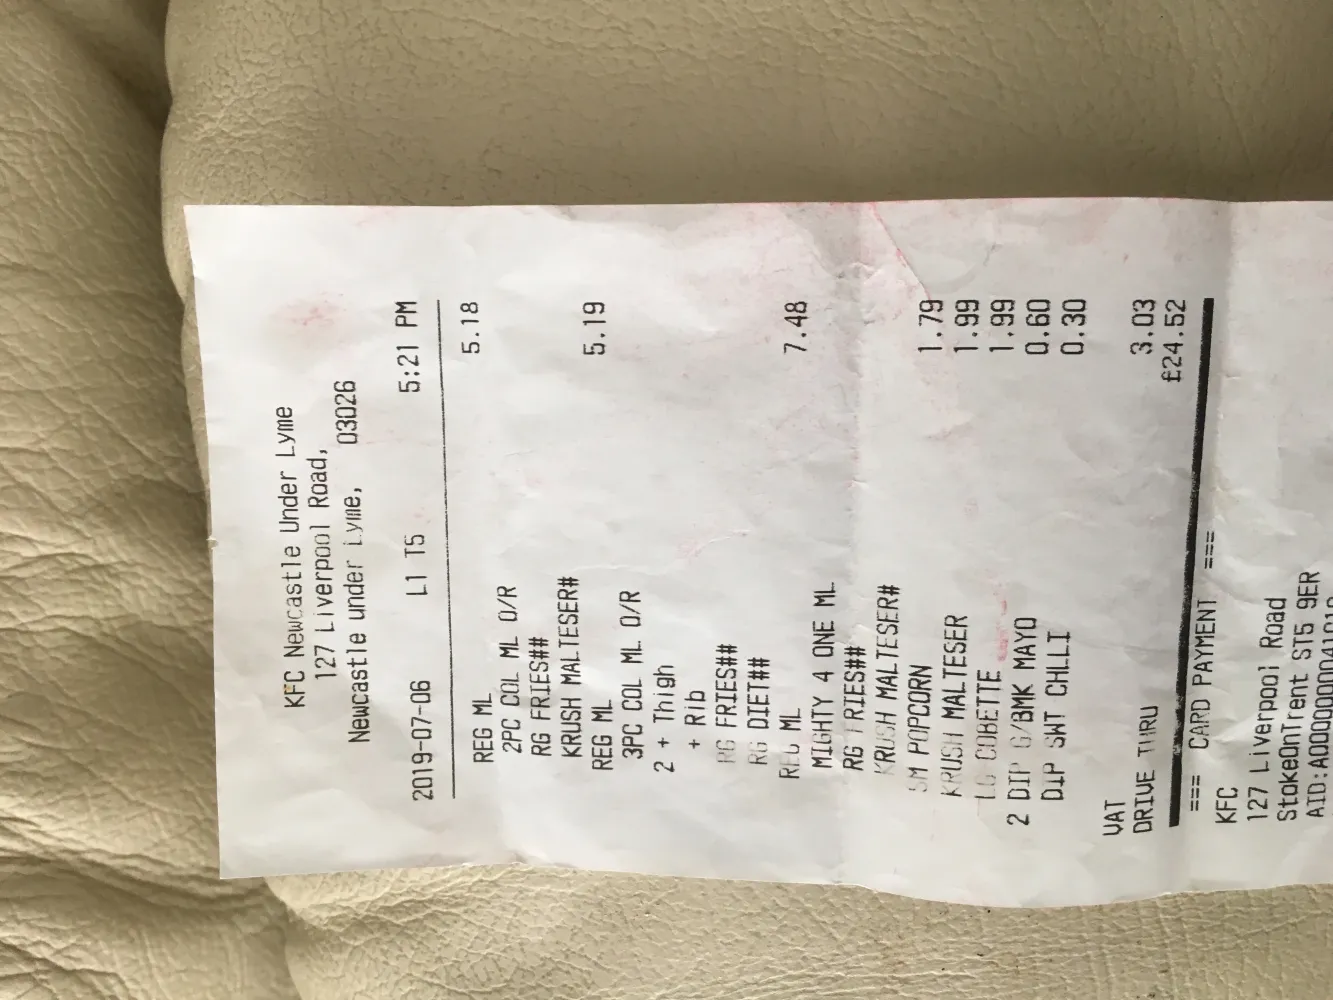 KFC Newcastle Under Lyme
127 Liverpool Road,
Newcastle under Lyme, 03026
2019-07-06 L1 T5 5:21 PM
REG ML 5.18
2PC COL ML O/R
RG FRIES##
KRUSH MALTESER#
REG ML 5.19
3PC COL ML O/R
2 + Thigh
+ Rib
RG FRIES##
RG DIET##
REG ML 7.48
MIGHTY 4 ONE ML
RG FRIES##
KRUSH MALTESER#
SM POPCORN 1.79
KRUSH MALTESER 1.99
LG COBETTE 1.99
2 DIP G/BMK MAYO 0.60
DIP SWT CHLLI 0.30
VAT 3.03
DRIVE THRU £24.52
=== CARD PAYMENT ===
KFC
127 Liverpool Road
StokeOnTrent ST5 9ER